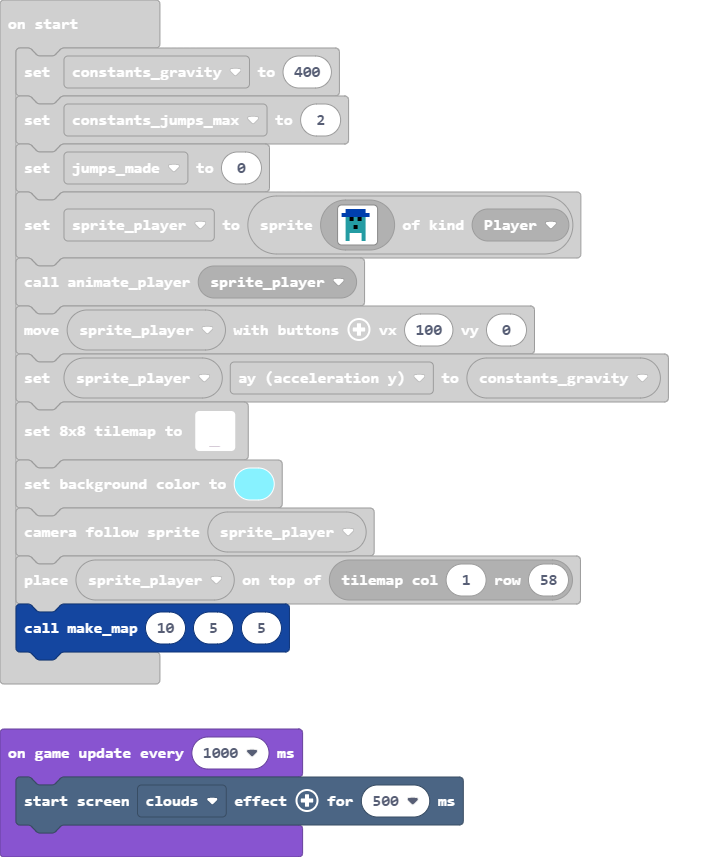 on start
set constants_gravity to 400
set constants_jumps_max to 2
set jumps_made to 0
set sprite_player to sprite of kind Player
call animate_player sprite_player
move sprite_player with buttons + vx 100 vy 0
set sprite_player ay (acceleration y) to constants_gravity
set 8x8 tilemap to
set background color to
camera follow sprite sprite_player
place sprite_player on top of tilemap col 1 row 58
call make_map 10 5 5
on game update every 1000 ms
start screen clouds effect + for 500 ms